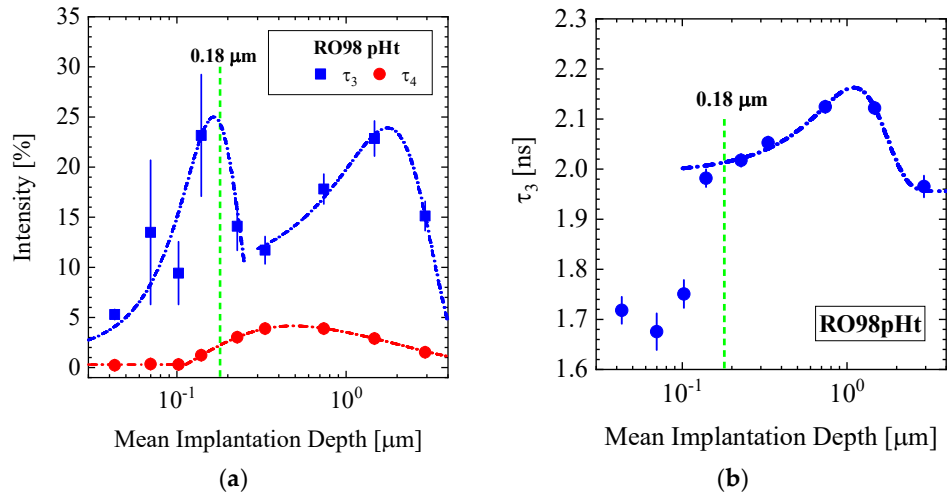 35
30
25
20
15
10
5
0
Intensity [%]
RO98 pHt
τ3 τ4
0.18 μm
10^-1 10^0
Mean Implantation Depth [μm]
(a)
2.3
2.2
2.1
2.0
1.9
1.8
1.7
1.6
τ3 [ns]
0.18 μm
RO98pHt
10^-1 10^0
Mean Implantation Depth [μm]
(b)